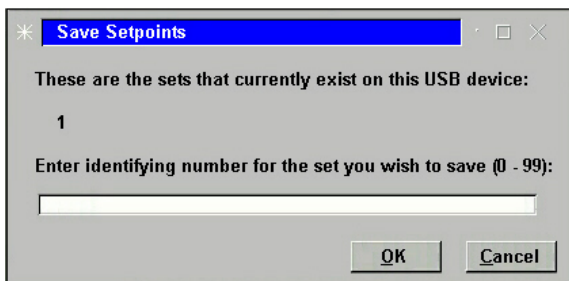 Save Setpoints
These are the sets that currently exist on this USB device:
1
Enter identifying number for the set you wish to save (0 - 99):
OK
Cancel